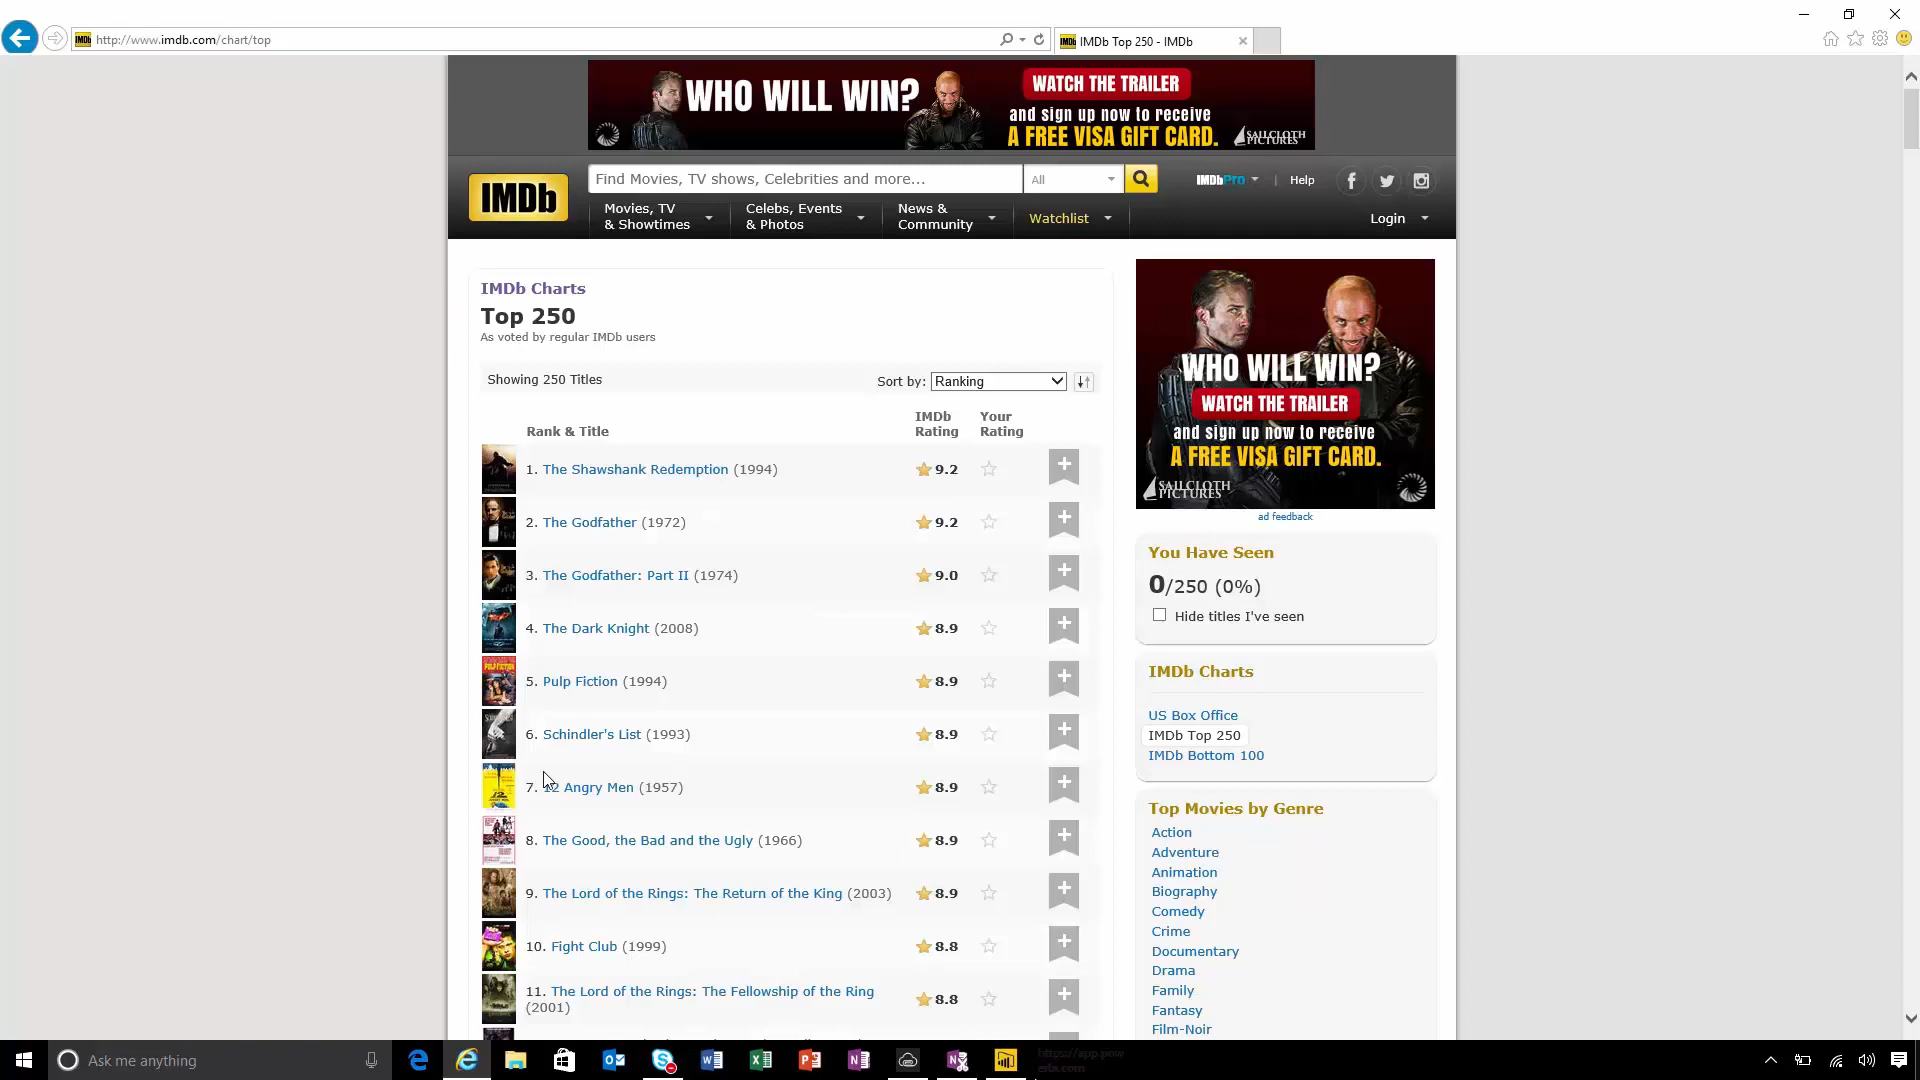 http://www.imdb.com/chart/top
IMDb Top 250 - IMDb
WHO WILL WIN?
WATCH THE TRAILER
and sign up now to receive
A FREE VISA GIFT CARD.
SAILCLOTH
PICTURES
IMDb
Find Movies, TV shows, Celebrities and more...
All
IMDbPro
|
Help
Movies, TV
& Showtimes
Celebs, Events
& Photos
News &
Community
Watchlist
Login
IMDb Charts
Top 250
As voted by regular IMDb users
Showing 250 Titles
Sort by: Ranking
Rank & Title
IMDb
Rating
Your
Rating
1. The Shawshank Redemption (1994) 9.2
2. The Godfather (1972) 9.2
3. The Godfather: Part II (1974) 9.0
4. The Dark Knight (2008) 8.9
5. Pulp Fiction (1994) 8.9
6. Schindler's List (1993) 8.9
7. 12 Angry Men (1957) 8.9
8. The Good, the Bad and the Ugly (1966) 8.9
9. The Lord of the Rings: The Return of the King (2003) 8.9
10. Fight Club (1999) 8.8
11. The Lord of the Rings: The Fellowship of the Ring
(2001) 8.8
WHO WILL WIN?
WATCH THE TRAILER
and sign up now to receive
A FREE VISA GIFT CARD.
SAILCLOTH
PICTURES
ad feedback
You Have Seen
0/250 (0%)
Hide titles I've seen
IMDb Charts
US Box Office
IMDb Top 250
IMDb Bottom 100
Top Movies by Genre
Action
Adventure
Animation
Biography
Comedy
Crime
Documentary
Drama
Family
Fantasy
Film-Noir
Ask me anything
https://app.pow
erbi.com